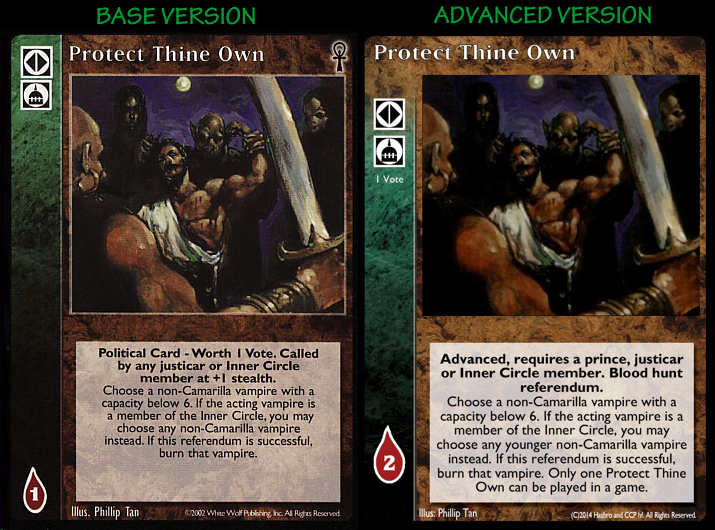 BASE VERSION
Protect Thine Own
Political Card - Worth 1 Vote. Called
by any justicar or Inner Circle
member at +1 stealth.
Choose a non-Camarilla vampire with a
capacity below 6. If the acting vampire is
a member of the Inner Circle, you may
choose any non-Camarilla vampire
instead. If this referendum is successful,
burn that vampire.
1
Illus. Phillip Tan
©2002 White Wolf Publishing, Inc. All Rights Reserved.
ADVANCED VERSION
Protect Thine Own
1 Vote
Advanced, requires a prince, justicar
or Inner Circle member. Blood hunt
referendum.
Choose a non-Camarilla vampire with a
capacity below 6. If the acting vampire is a
member of the Inner Circle, you may
choose any younger non-Camarilla vampire
instead. If this referendum is successful,
burn that vampire. Only one Protect Thine
Own can be played in a game.
2
Illus: Phillip Tan
(C)2014 Hasbro and CCP hf. All Rights Reserved.